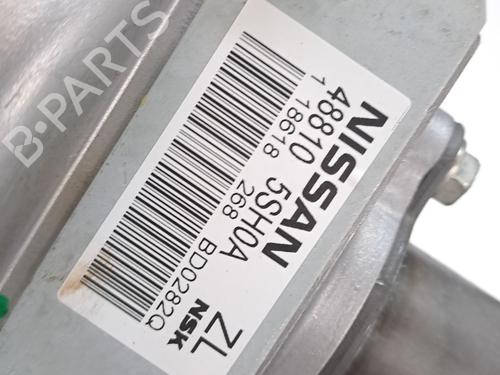 NISSAN
48810 5SH0A
1 18618 268 BD0282Q
ZL NSK
B-PARTS